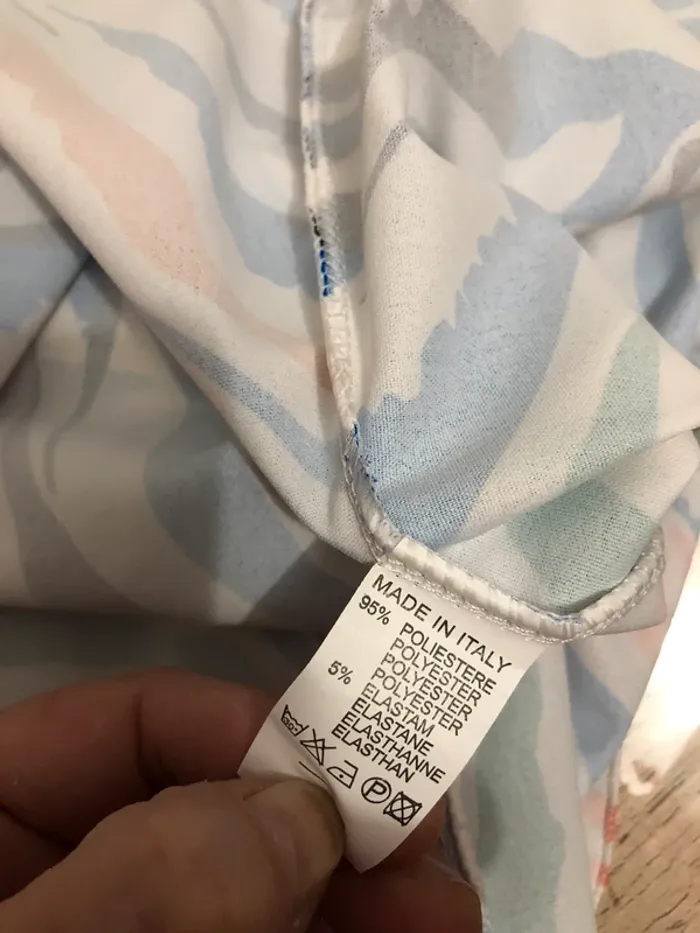 MADE IN ITALY
95% POLIESTERE
POLYESTER
POLYESTER
POLYESTER
5% ELASTAM
ELASTANE
ELASTHANNE
ELASTHAN
P